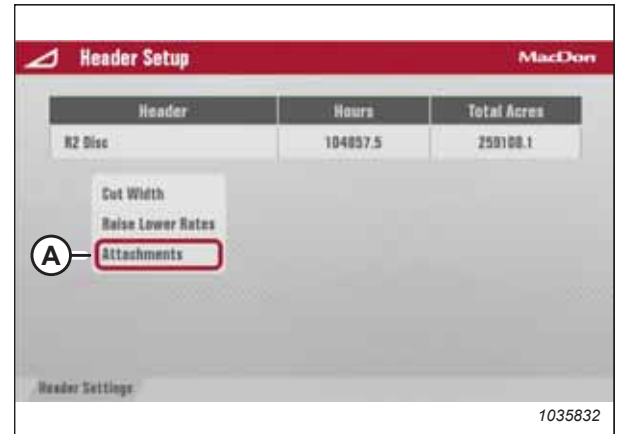 Header Setup MacDon
Header Hours Total Acres
R2 Disc 104857.5 259108.1
Cut Width
Raise Lower Rates
A Attachments
Header Settings
1035832